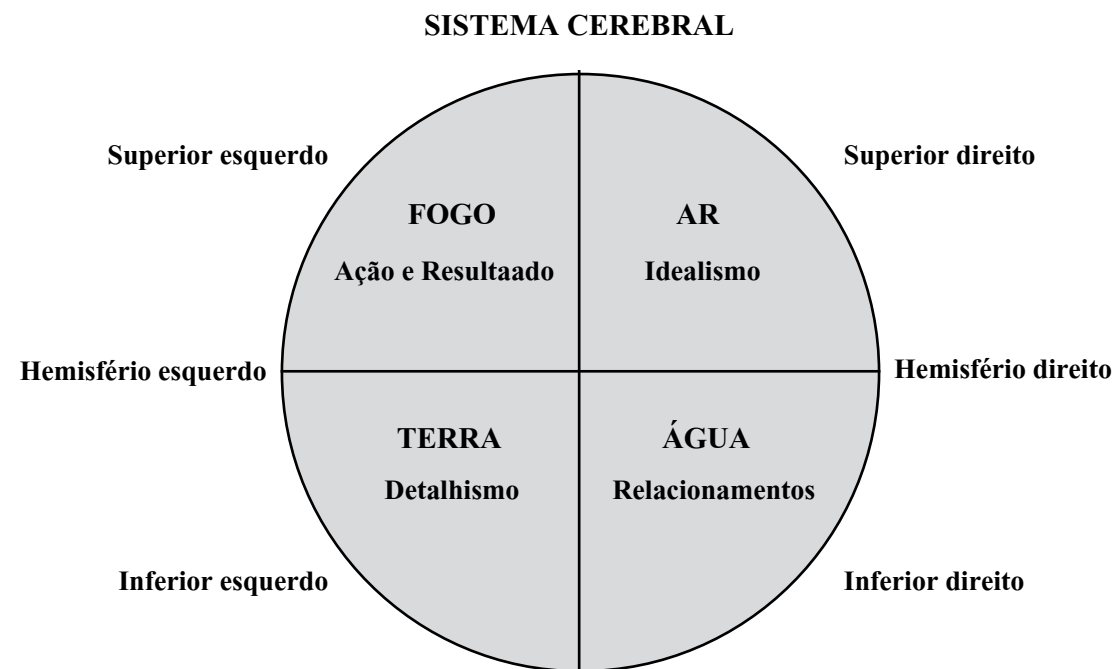 SISTEMA CEREBRAL
Superior esquerdo
Superior direito
FOGO
AR
Ação e Resultaado
Idealismo
Hemisfério esquerdo
Hemisfério direito
TERRA
ÁGUA
Detalhismo
Relacionamentos
Inferior esquerdo
Inferior direito